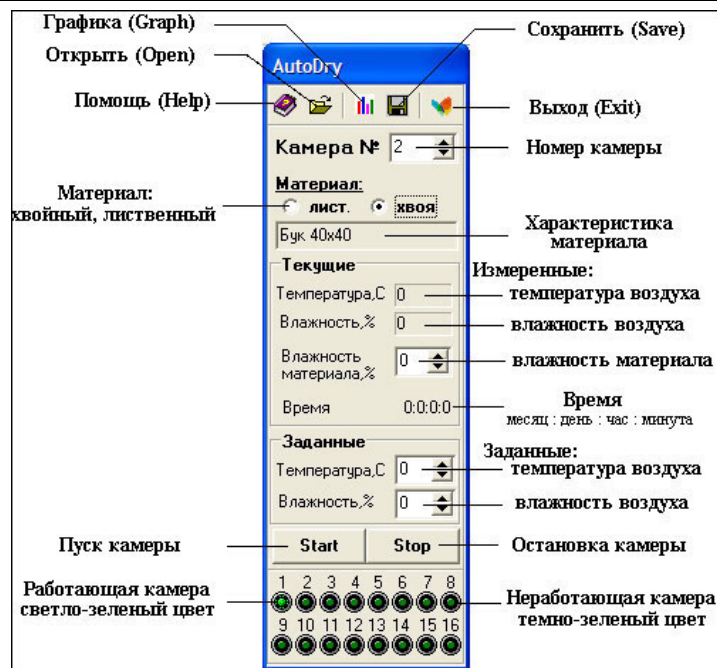 Графика (Graph)
Сохранить (Save)
Открыть (Open)
AutoDry
Помощь (Help)
Выход (Exit)
Камера № 2
Номер камеры
Материал:
хвойный, лиственный
Материал:
лист. хвоя
Бук 40x40
Характеристика
материала
Текущие
Измеренные:
Температура,С 0
температура воздуха
Влажность,% 0
влажность воздуха
Влажность
материала,% 0
влажность материала
Время 0:0:0:0
Время
месяц : день : час : минута
Заданные
Заданные:
Температура,С 0
температура воздуха
Влажность,% 0
влажность воздуха
Пуск камеры
Start Stop
Остановка камеры
Работающая камера
светло-зеленый цвет
1 2 3 4 5 6 7 8
9 10 11 12 13 14 15 16
Неработающая камера
темно-зеленый цвет